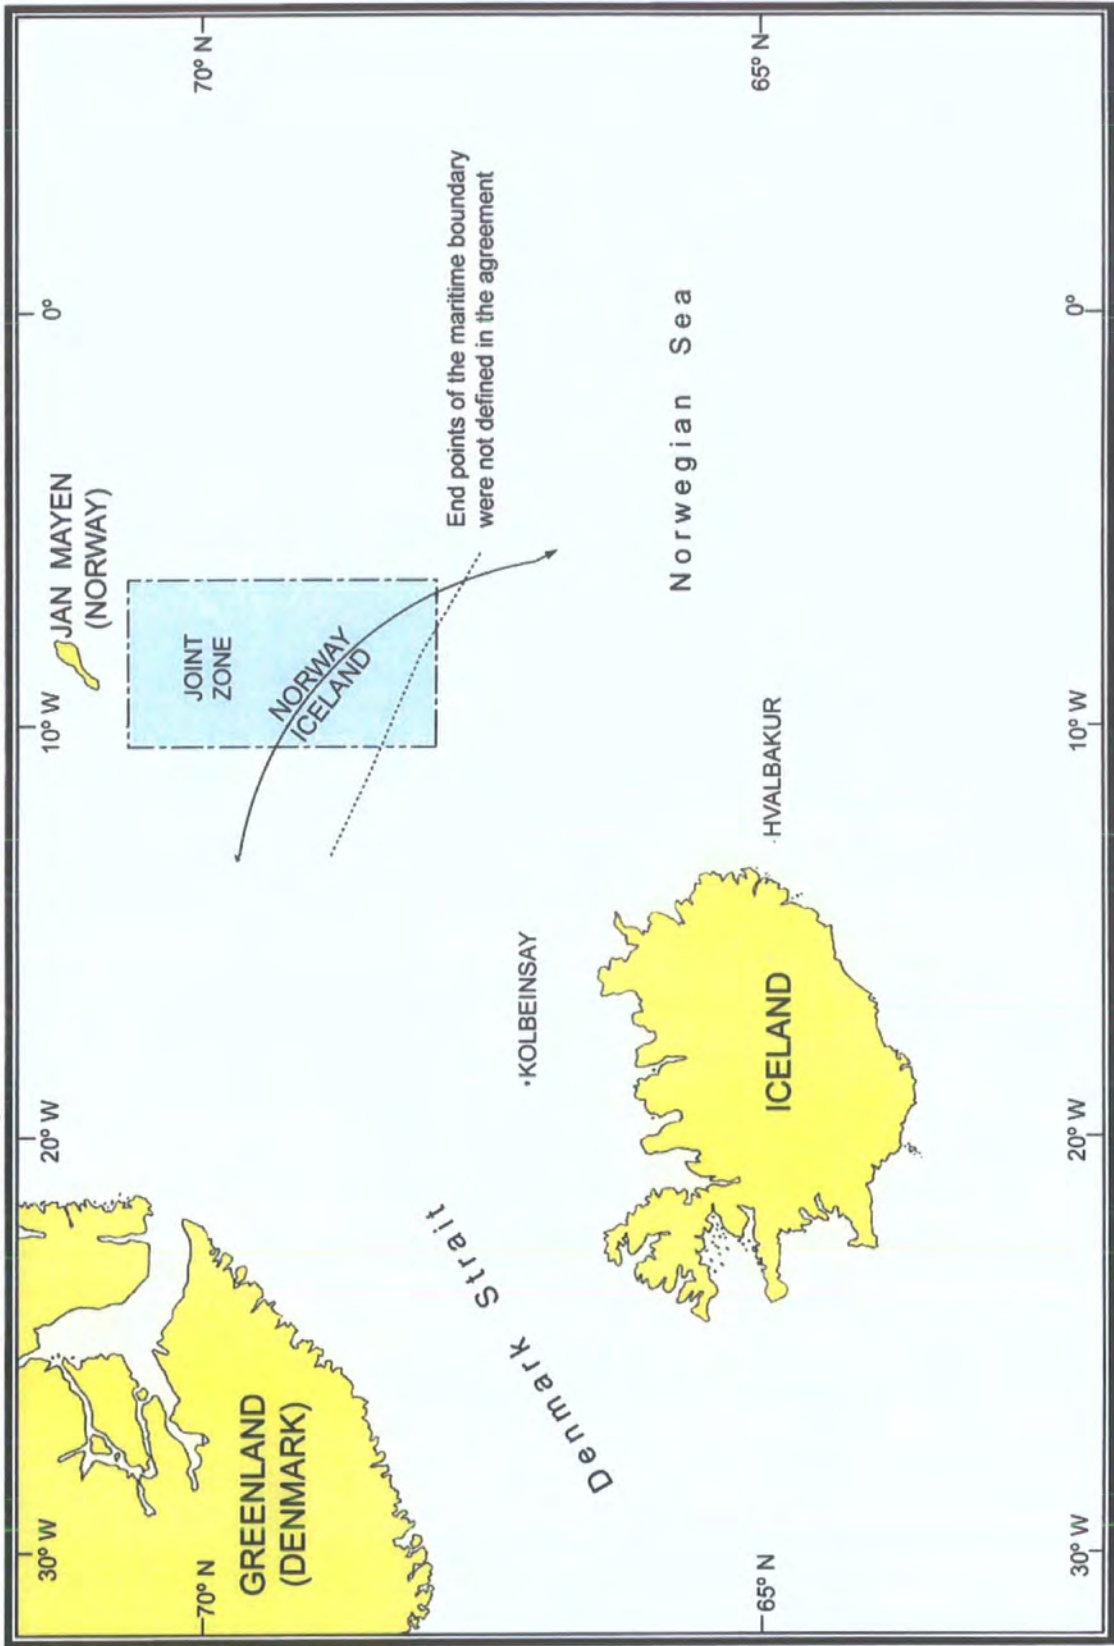 30° W
20° W
10° W
0°
JAN MAYEN
(NORWAY)
70° N
70° N
JOINT
ZONE
GREENLAND
(DENMARK)
NORWAY
ICELAND
End points of the maritime boundary
were not defined in the agreement
Denmark Strait
KOLBEINSAY
Norwegian Sea
65° N
65° N
ICELAND
HVALBAKUR
30° W
20° W
10° W
0°